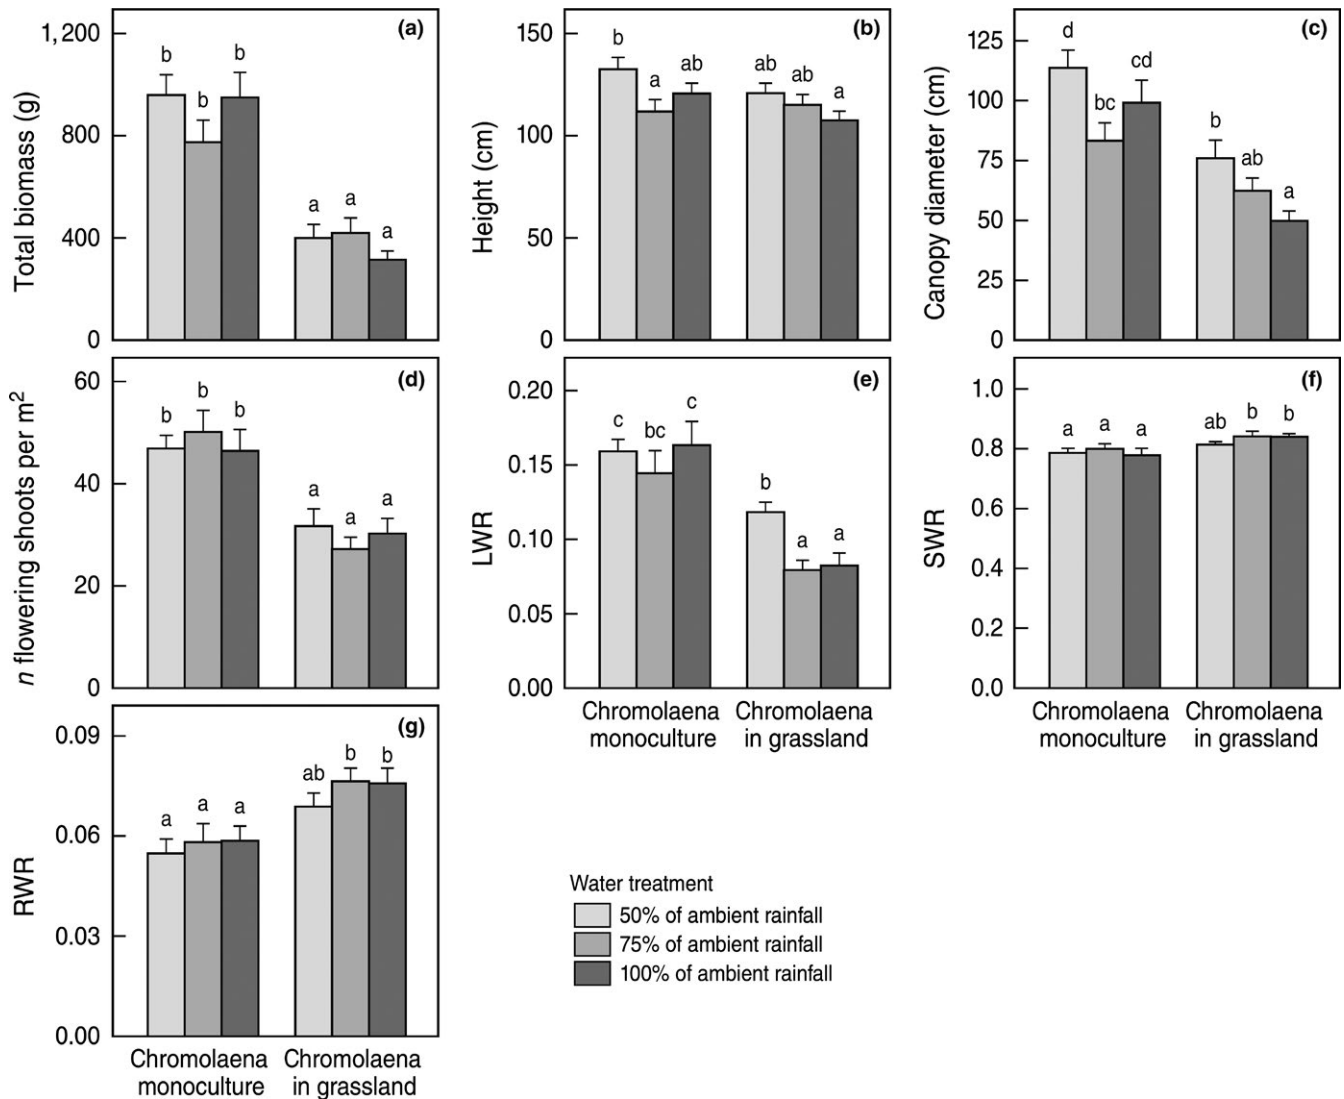 (a)
Total biomass (g)
1,200
800
400
0
b
b
b
a
a
a
(b)
Height (cm)
150
100
50
0
b
a
ab
ab
ab
a
(c)
Canopy diameter (cm)
125
100
75
50
25
0
d
bc
cd
b
ab
a
(d)
n flowering shoots per m²
60
40
20
0
b
b
b
a
a
a
(e)
LWR
0.20
0.15
0.10
0.05
0.00
c
bc
c
b
a
a
Chromolaena monoculture
Chromolaena in grassland
(f)
SWR
1.0
0.8
0.6
0.4
0.2
0.0
a
a
a
ab
b
b
Chromolaena monoculture
Chromolaena in grassland
(g)
RWR
0.09
0.06
0.03
0.00
a
a
a
ab
b
b
Chromolaena monoculture
Chromolaena in grassland
Water treatment
50% of ambient rainfall
75% of ambient rainfall
100% of ambient rainfall